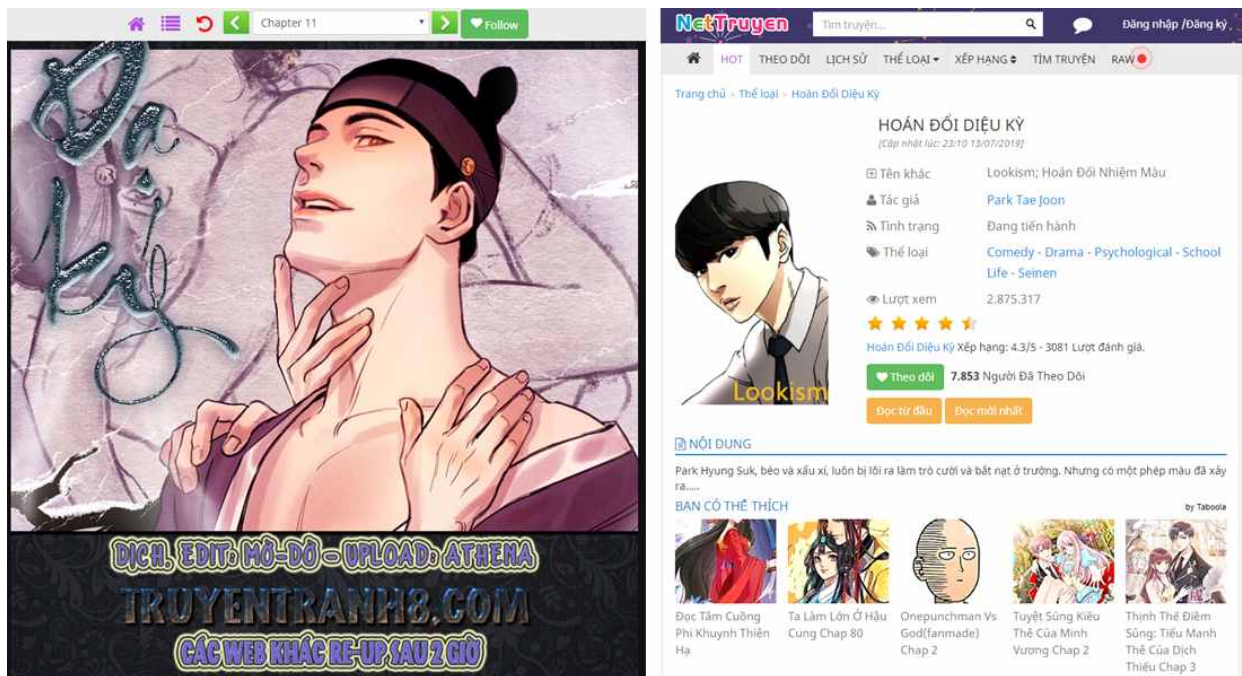 Chapter 11
Follow
Dạ Ký
DỊCH, EDIT: MỜ-DỜ - UPLOAD: ATHENA
TRUYENTRANH8.COM
CÁC WEB KHÁC RE-UP SAU 2 GIỜ
NetTruyen
Tìm truyện...
Đăng nhập /Đăng ký
HOT THEO DÕI LỊCH SỬ THỂ LOẠI XẾP HẠNG TÌM TRUYỆN RAW
Trang chủ » Thể loại » Hoán Đổi Diệu Kỳ
HOÁN ĐỔI DIỆU KỲ
[Cập nhật lúc: 23:10 13/07/2019]
Tên khác Lookism; Hoán Đổi Nhiệm Màu
Tác giả Park Tae Joon
Tình trạng Đang tiến hành
Thể loại Comedy - Drama - Psychological - School
Life - Seinen
Lượt xem 2.875.317
Lookism
Hoán Đổi Diệu Kỳ Xếp hạng: 4.3/5 - 3081 Lượt đánh giá.
Theo dõi 7.853 Người Đã Theo Dõi
Đọc từ đầu Đọc mới nhất
NỘI DUNG
Park Hyung Suk, béo và xấu xí, luôn bị lôi ra làm trò cười và bắt nạt ở trường. Nhưng có một phép màu đã xảy
ra.....
BẠN CÓ THỂ THÍCH
by Taboola
Đọc Tâm Cuồng
Phi Khuynh Thiên
Hạ
Ta Làm Lớn Ở Hậu
Cung Chap 80
Onepunchman Vs
God(fanmade)
Chap 2
Tuyệt Sủng Kiều
Thê Của Minh
Vương Chap 2
Thịnh Thế Điềm
Sủng: Tiểu Manh
Thê Của Dịch
Thiếu Chap 3